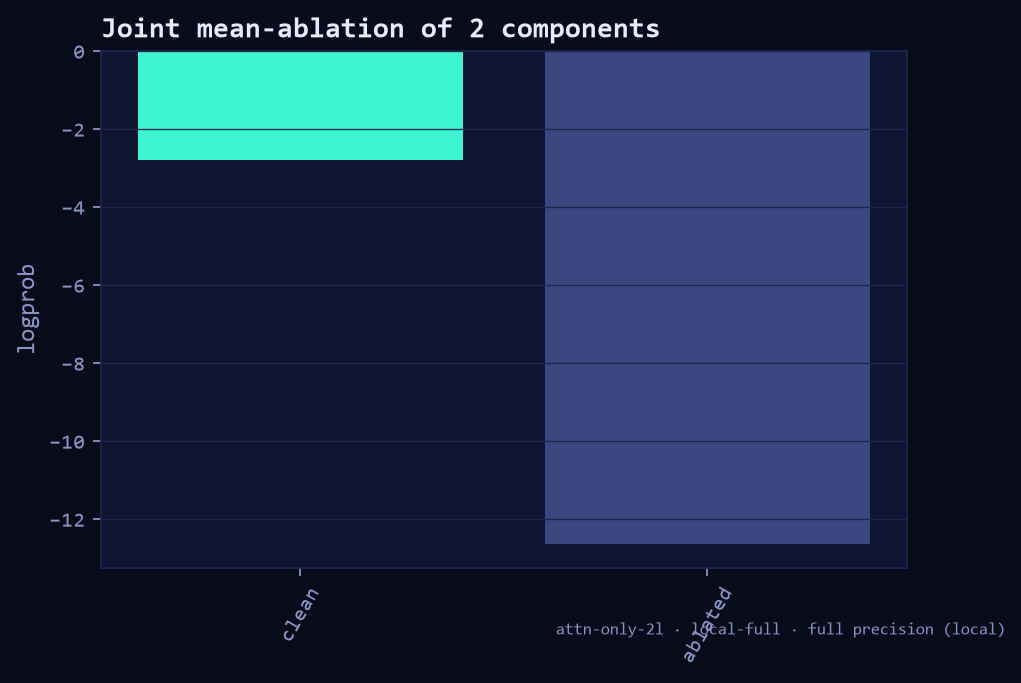 Joint mean-ablation of 2 components
0
−2
−4
−6
−8
−10
−12
logprob
clean
ablated
attn-only-2l · local-full · full precision (local)